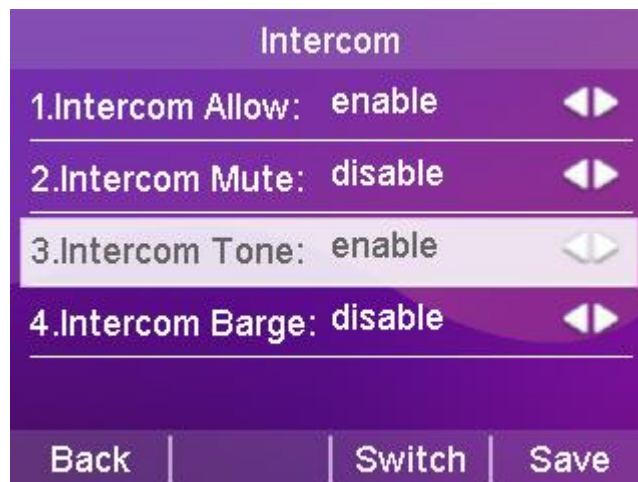 Intercom
1.Intercom Allow: enable
2.Intercom Mute: disable
3.Intercom Tone: enable
4.Intercom Barge: disable
Back Switch Save